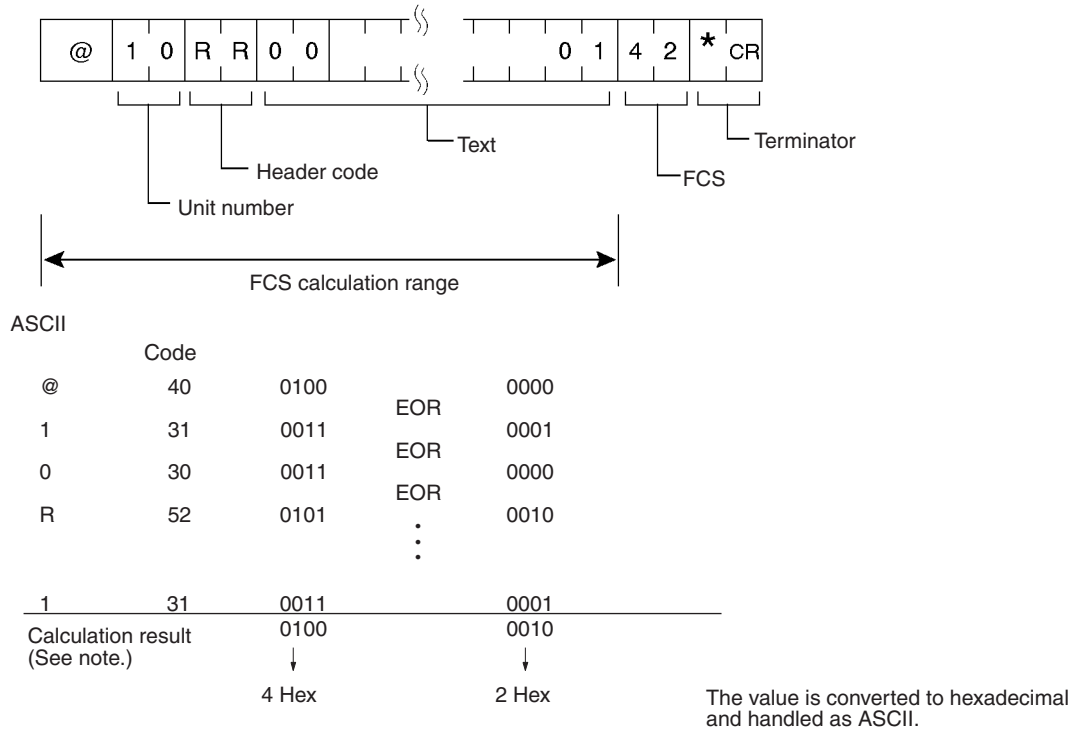 @ 1 0 R R 0 0 0 1 4 2 * CR
Text
Terminator
Header code
FCS
Unit number
FCS calculation range
ASCII
Code
@ 40 0100 0000
EOR
1 31 0011 0001
EOR
0 30 0011 0000
EOR
R 52 0101 0010
1 31 0011 0001
Calculation result 0100 0010
(See note.)
4 Hex 2 Hex
The value is converted to hexadecimal
and handled as ASCII.